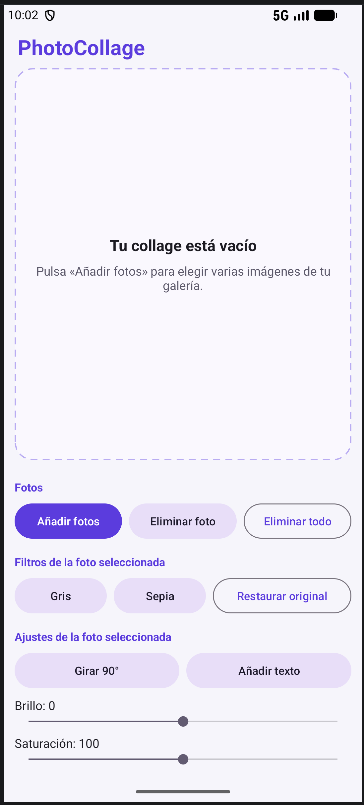 10:02 5G
PhotoCollage
Tu collage está vacío
Pulsa «Añadir fotos» para elegir varias imágenes de tu
galería.
Fotos
Añadir fotos Eliminar foto Eliminar todo
Filtros de la foto seleccionada
Gris Sepia Restaurar original
Ajustes de la foto seleccionada
Girar 90° Añadir texto
Brillo: 0
Saturación: 100